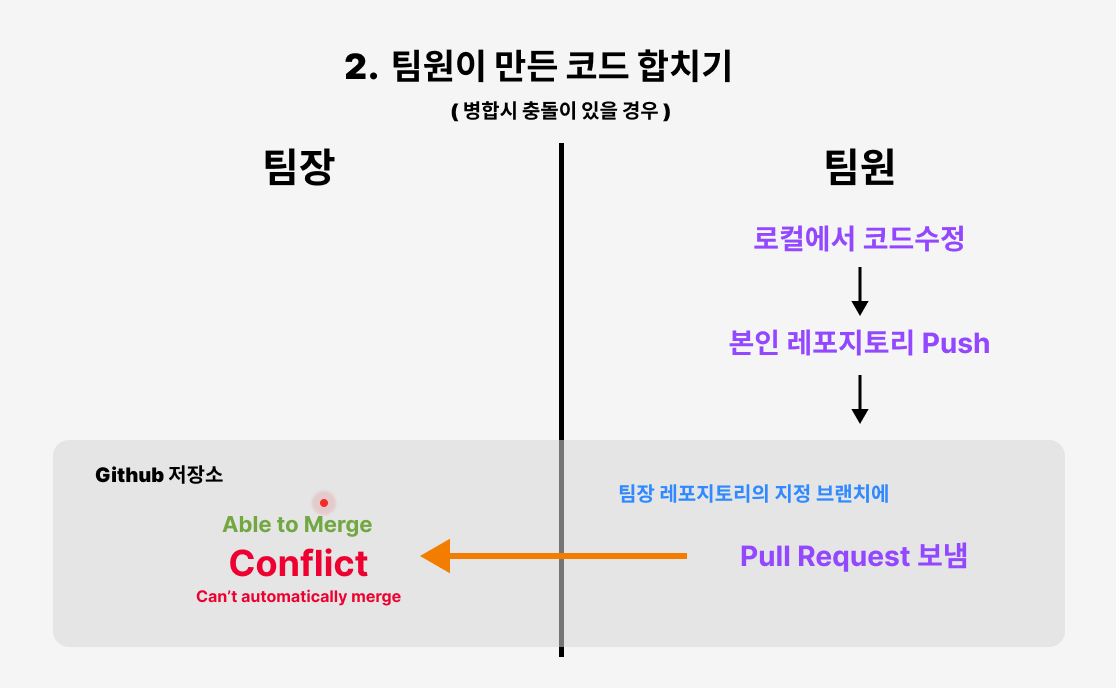 2. 팀원이 만든 코드 합치기
( 병합시 충돌이 있을 경우 )
팀장
팀원
로컬에서 코드수정
본인 레포지토리 Push
Github 저장소
팀장 레포지토리의 지정 브랜치에
Able to Merge
Conflict
Can't automatically merge
Pull Request 보냄